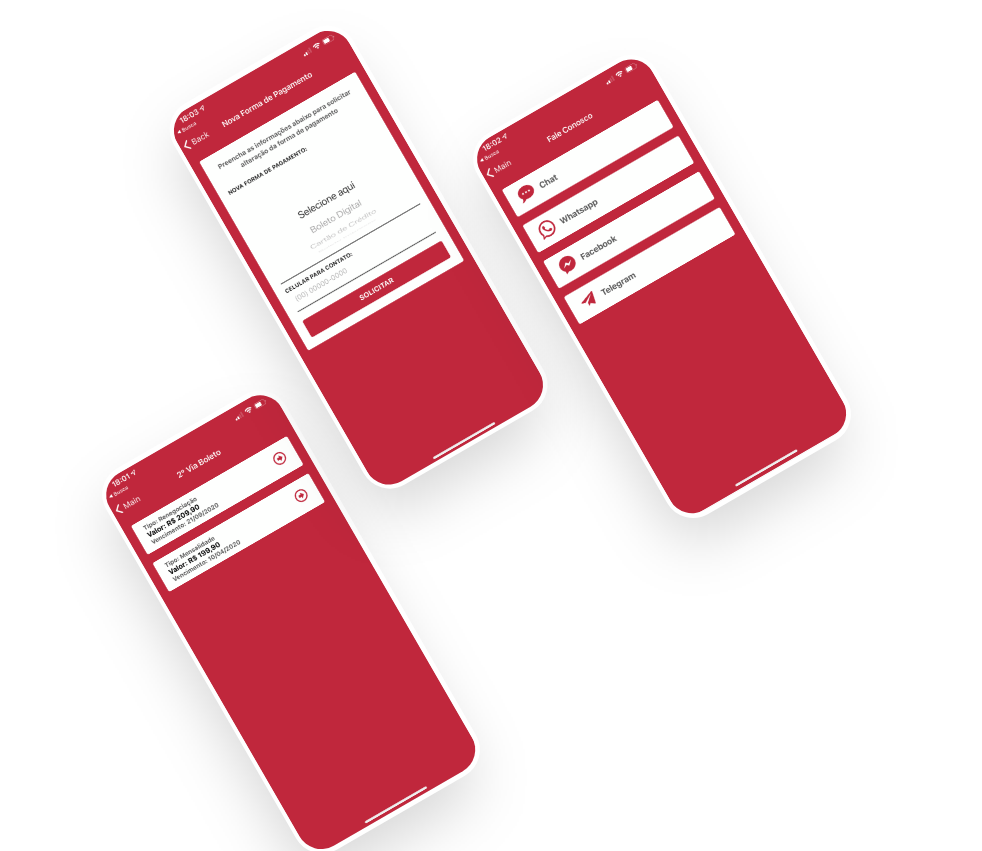 18:03
Busca
Back
Nova Forma de Pagamento
Preencha as informações abaixo para solicitar
alteração da forma de pagamento
NOVA FORMA DE PAGAMENTO:
Selecione aqui
Boleto Digital
Cartão de Crédito
CELULAR PARA CONTATO:
(00) 00000-0000
SOLICITAR
18:02
Busca
Main
Fale Conosco
Chat
Whatsapp
Facebook
Telegram
18:01
Busca
Main
2º Via Boleto
Tipo: Renegociação
Valor: R$ 209,90
Vencimento: 21/09/2020
Tipo: Mensalidade
Valor: R$ 199,90
Vencimento: 10/04/2020